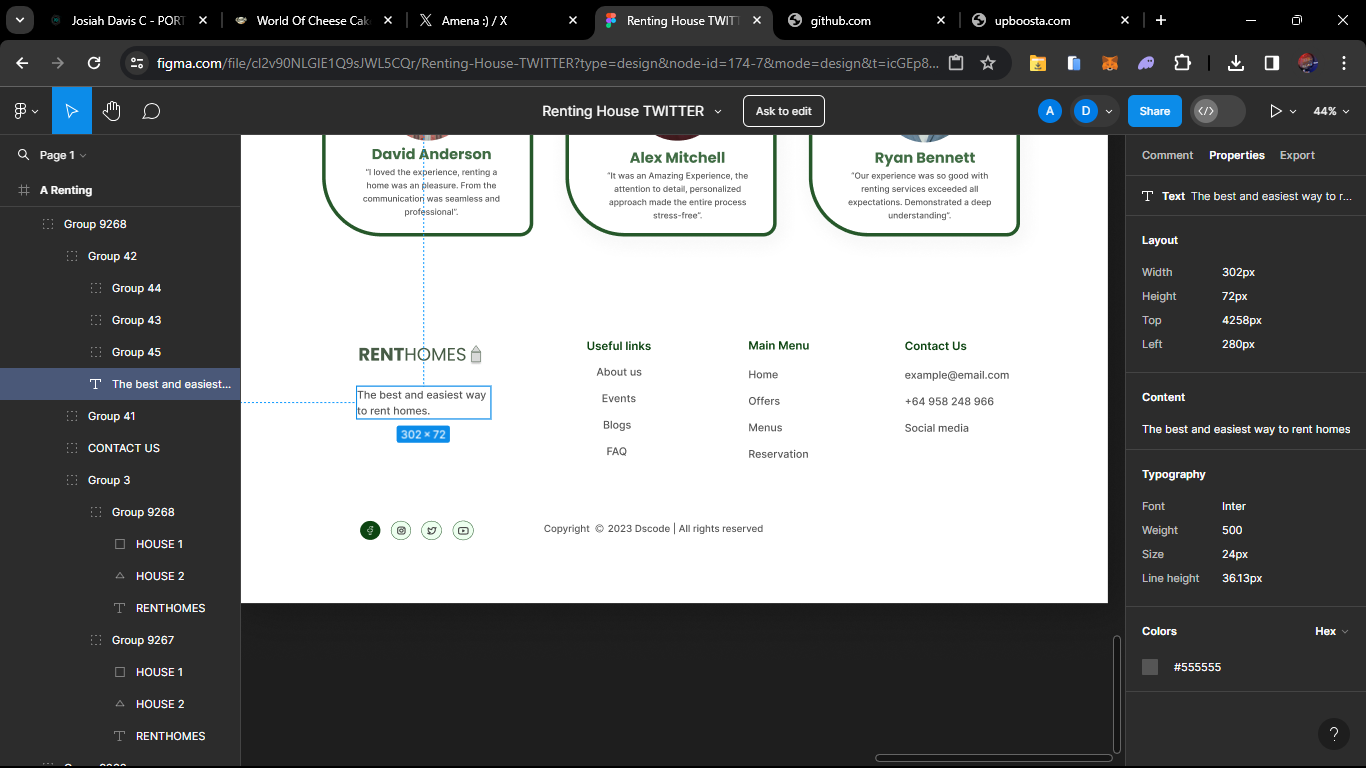 Josiah Davis C - PORT
World Of Cheese Cak
Amena :) / X
Renting House TWITT
github.com
upboosta.com
figma.com/file/cl2v90NLGlE1Q9sJWL5CQr/Renting-House-TWITTER?type=design&node-id=174-7&mode=design&t=icGEp8...
Renting House TWITTER
Ask to edit
A
D
Share
44%
Page 1
Comment Properties Export
A Renting
Text The best and easiest way to r...
Group 9268
Group 42
Group 44
Group 43
Group 45
The best and easiest...
Group 41
CONTACT US
Group 3
Group 9268
HOUSE 1
HOUSE 2
RENTHOMES
Group 9267
HOUSE 1
HOUSE 2
RENTHOMES
David Anderson
"I loved the experience, renting a
home was an pleasure. From the
communication was seamless and
professional".
Alex Mitchell
"It was an Amazing Experience, the
attention to detail, personalized
approach made the entire process
stress-free".
Ryan Bennett
"Our experience was so good with
renting services exceeded all
expectations. Demonstrated a deep
understanding".
RENTHOMES
The best and easiest way
to rent homes.
302 × 72
Useful links
About us
Events
Blogs
FAQ
Main Menu
Home
Offers
Menus
Reservation
Contact Us
example@email.com
+64 958 248 966
Social media
Copyright © 2023 Dscode | All rights reserved
Layout
Width 302px
Height 72px
Top 4258px
Left 280px
Content
The best and easiest way to rent homes
Typography
Font Inter
Weight 500
Size 24px
Line height 36.13px
Colors Hex
#555555
?